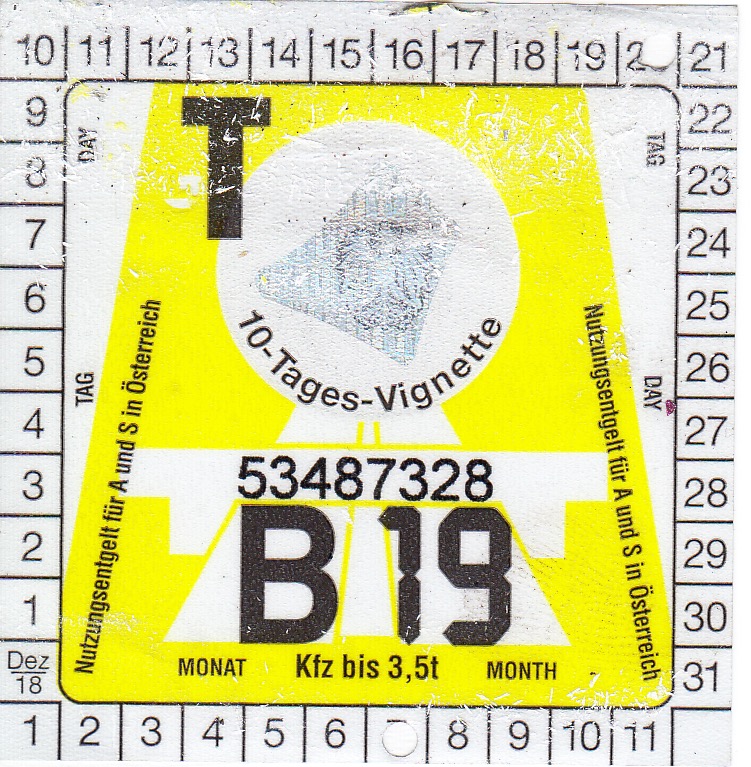 10 11 12 13 14 15 16 17 18 19 20 21
9 22
8 23
7 24
6 25
5 26
4 27
3 28
2 29
1 30
Dez 31
18
1 2 3 4 5 6 7 8 9 10 11
DAY
TAG
T
10-Tages-Vignette
TAG
DAY
Nutzungsentgelt für A und S in Österreich
Nutzungsentgelt für A und S in Österreich
53487328
B 19
MONAT Kfz bis 3,5t MONTH